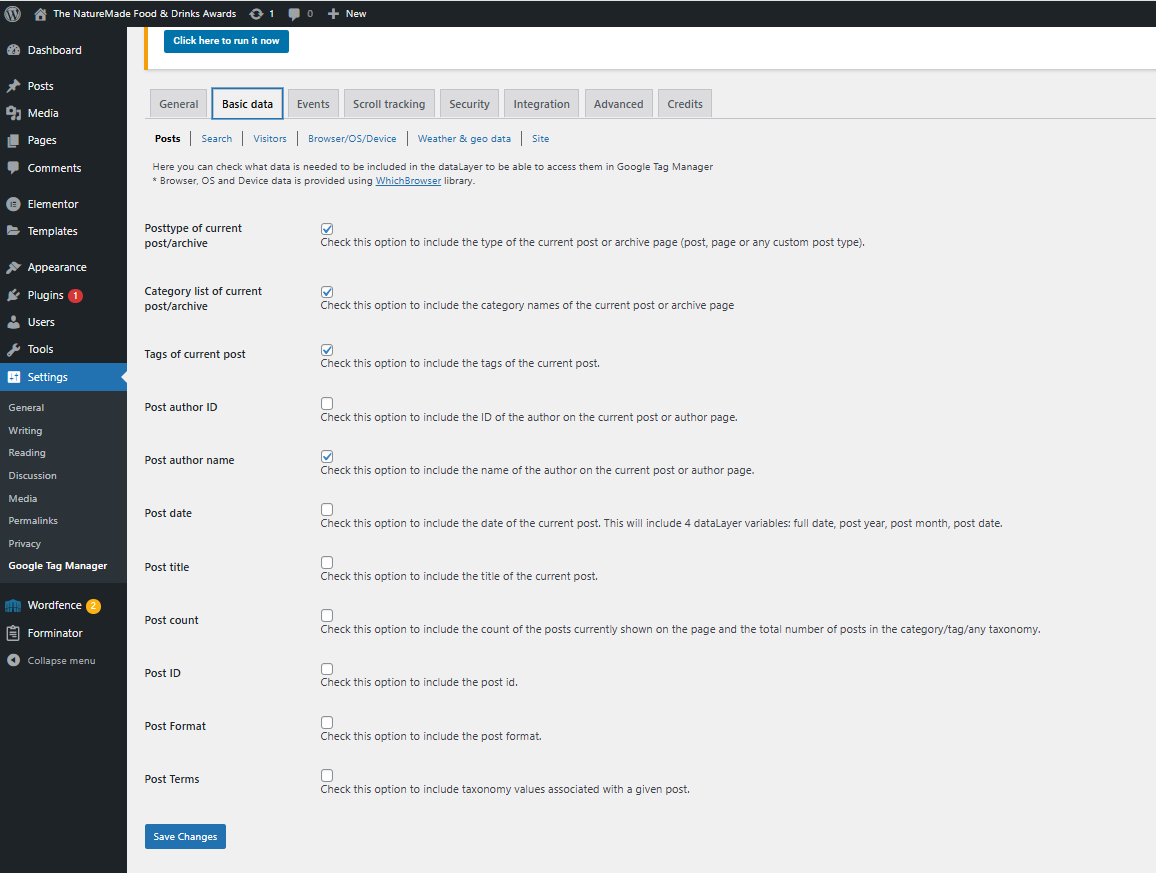 The NatureMade Food & Drinks Awards 1 0 New
Dashboard
Posts
Media
Pages
Comments
Elementor
Templates
Appearance
Plugins 1
Users
Tools
Settings
General
Writing
Reading
Discussion
Media
Permalinks
Privacy
Google Tag Manager
Wordfence 2
Forminator
Collapse menu
Click here to run it now
General Basic data Events Scroll tracking Security Integration Advanced Credits
Posts Search Visitors Browser/OS/Device Weather & geo data Site
Here you can check what data is needed to be included in the dataLayer to be able to access them in Google Tag Manager
* Browser, OS and Device data is provided using WhichBrowser library.
Posttype of current
post/archive
Check this option to include the type of the current post or archive page (post, page or any custom post type).
Category list of current
post/archive
Check this option to include the category names of the current post or archive page
Tags of current post
Check this option to include the tags of the current post.
Post author ID
Check this option to include the ID of the author on the current post or author page.
Post author name
Check this option to include the name of the author on the current post or author page.
Post date
Check this option to include the date of the current post. This will include 4 dataLayer variables: full date, post year, post month, post date.
Post title
Check this option to include the title of the current post.
Post count
Check this option to include the count of the posts currently shown on the page and the total number of posts in the category/tag/any taxonomy.
Post ID
Check this option to include the post id.
Post Format
Check this option to include the post format.
Post Terms
Check this option to include taxonomy values associated with a given post.
Save Changes